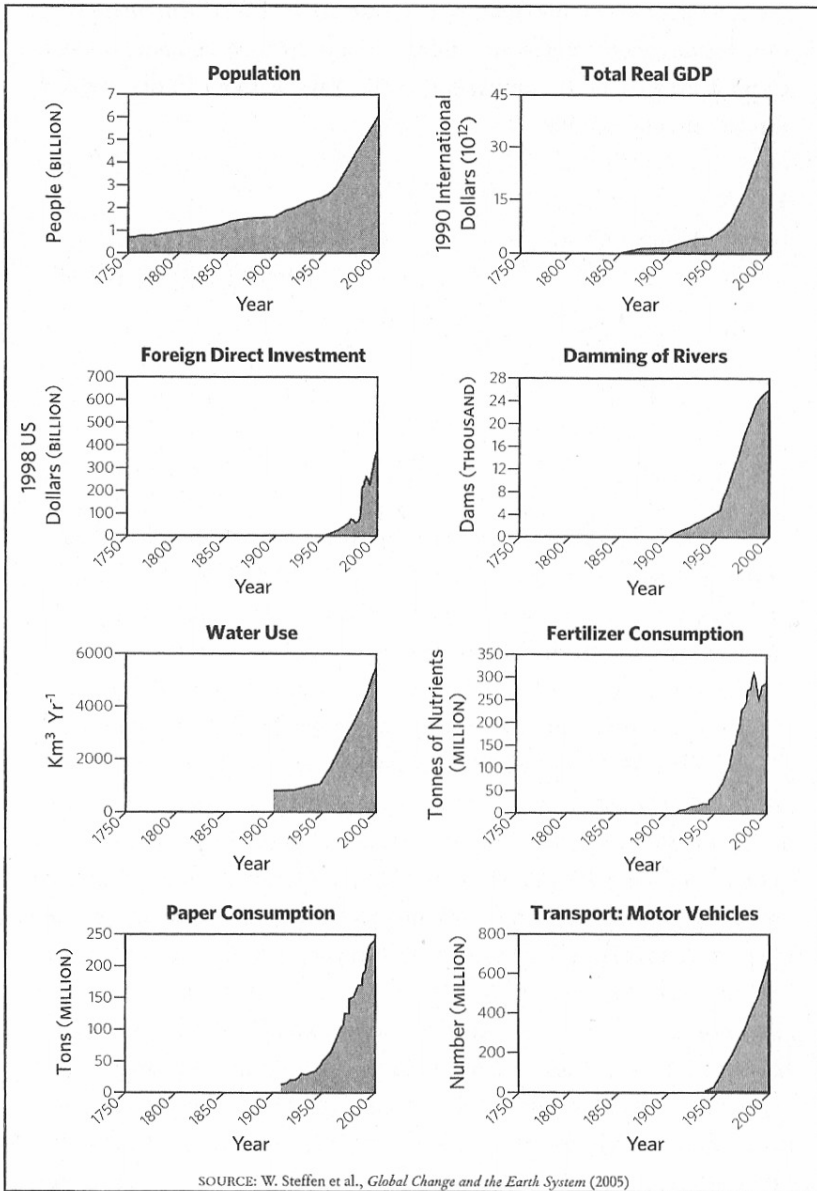 Population
People (BILLION)
7
6
5
4
3
2
1
0
1750 1800 1850 1900 1950 2000
Year
Total Real GDP
1990 International
Dollars (10¹²)
45
30
15
0
1750 1800 1850 1900 1950 2000
Year
Foreign Direct Investment
1998 US
Dollars (BILLION)
700
600
500
400
300
200
100
0
1750 1800 1850 1900 1950 2000
Year
Damming of Rivers
Dams (THOUSAND)
28
24
20
16
12
8
4
0
1750 1800 1850 1900 1950 2000
Year
Water Use
Km³ Yr⁻¹
6000
4000
2000
0
1750 1800 1850 1900 1950 2000
Year
Fertilizer Consumption
Tonnes of Nutrients
(MILLION)
350
300
250
200
150
100
50
0
1750 1800 1850 1900 1950 2000
Year
Paper Consumption
Tons (MILLION)
250
200
150
100
50
0
1750 1800 1850 1900 1950 2000
Year
Transport: Motor Vehicles
Number (MILLION)
800
600
400
200
0
1750 1800 1850 1900 1950 2000
Year
SOURCE: W. Steffen et al., Global Change and the Earth System (2005)